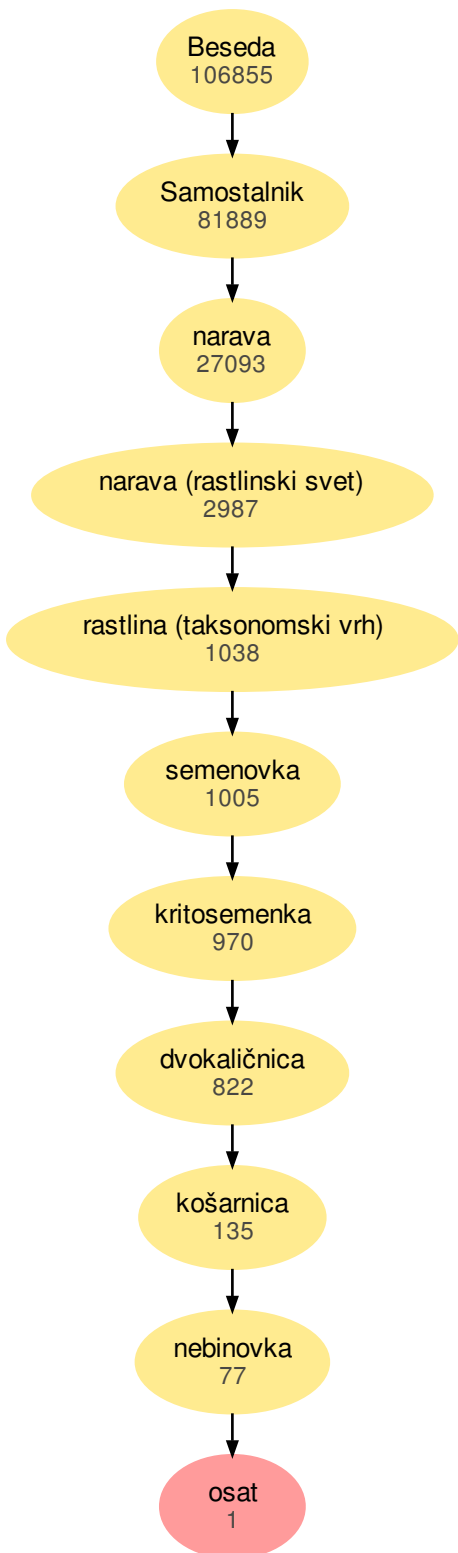 Beseda
106855
Samostalnik
81889
narava
27093
narava (rastlinski svet)
2987
rastlina (taksonomski vrh)
1038
semenovka
1005
kritosemenka
970
dvokaličnica
822
košarnica
135
nebinovka
77
osat
1